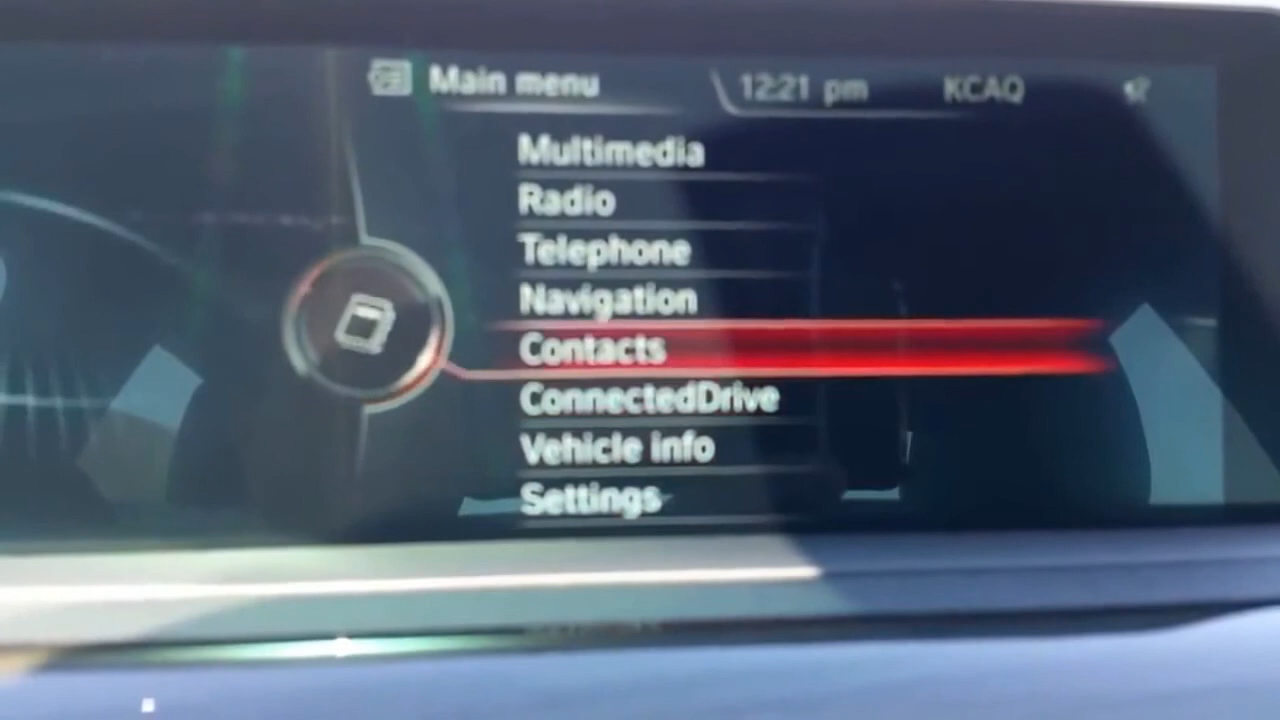 Main menu
12:21 pm
KCAQ
Multimedia
Radio
Telephone
Navigation
Contacts
ConnectedDrive
Vehicle info
Settings